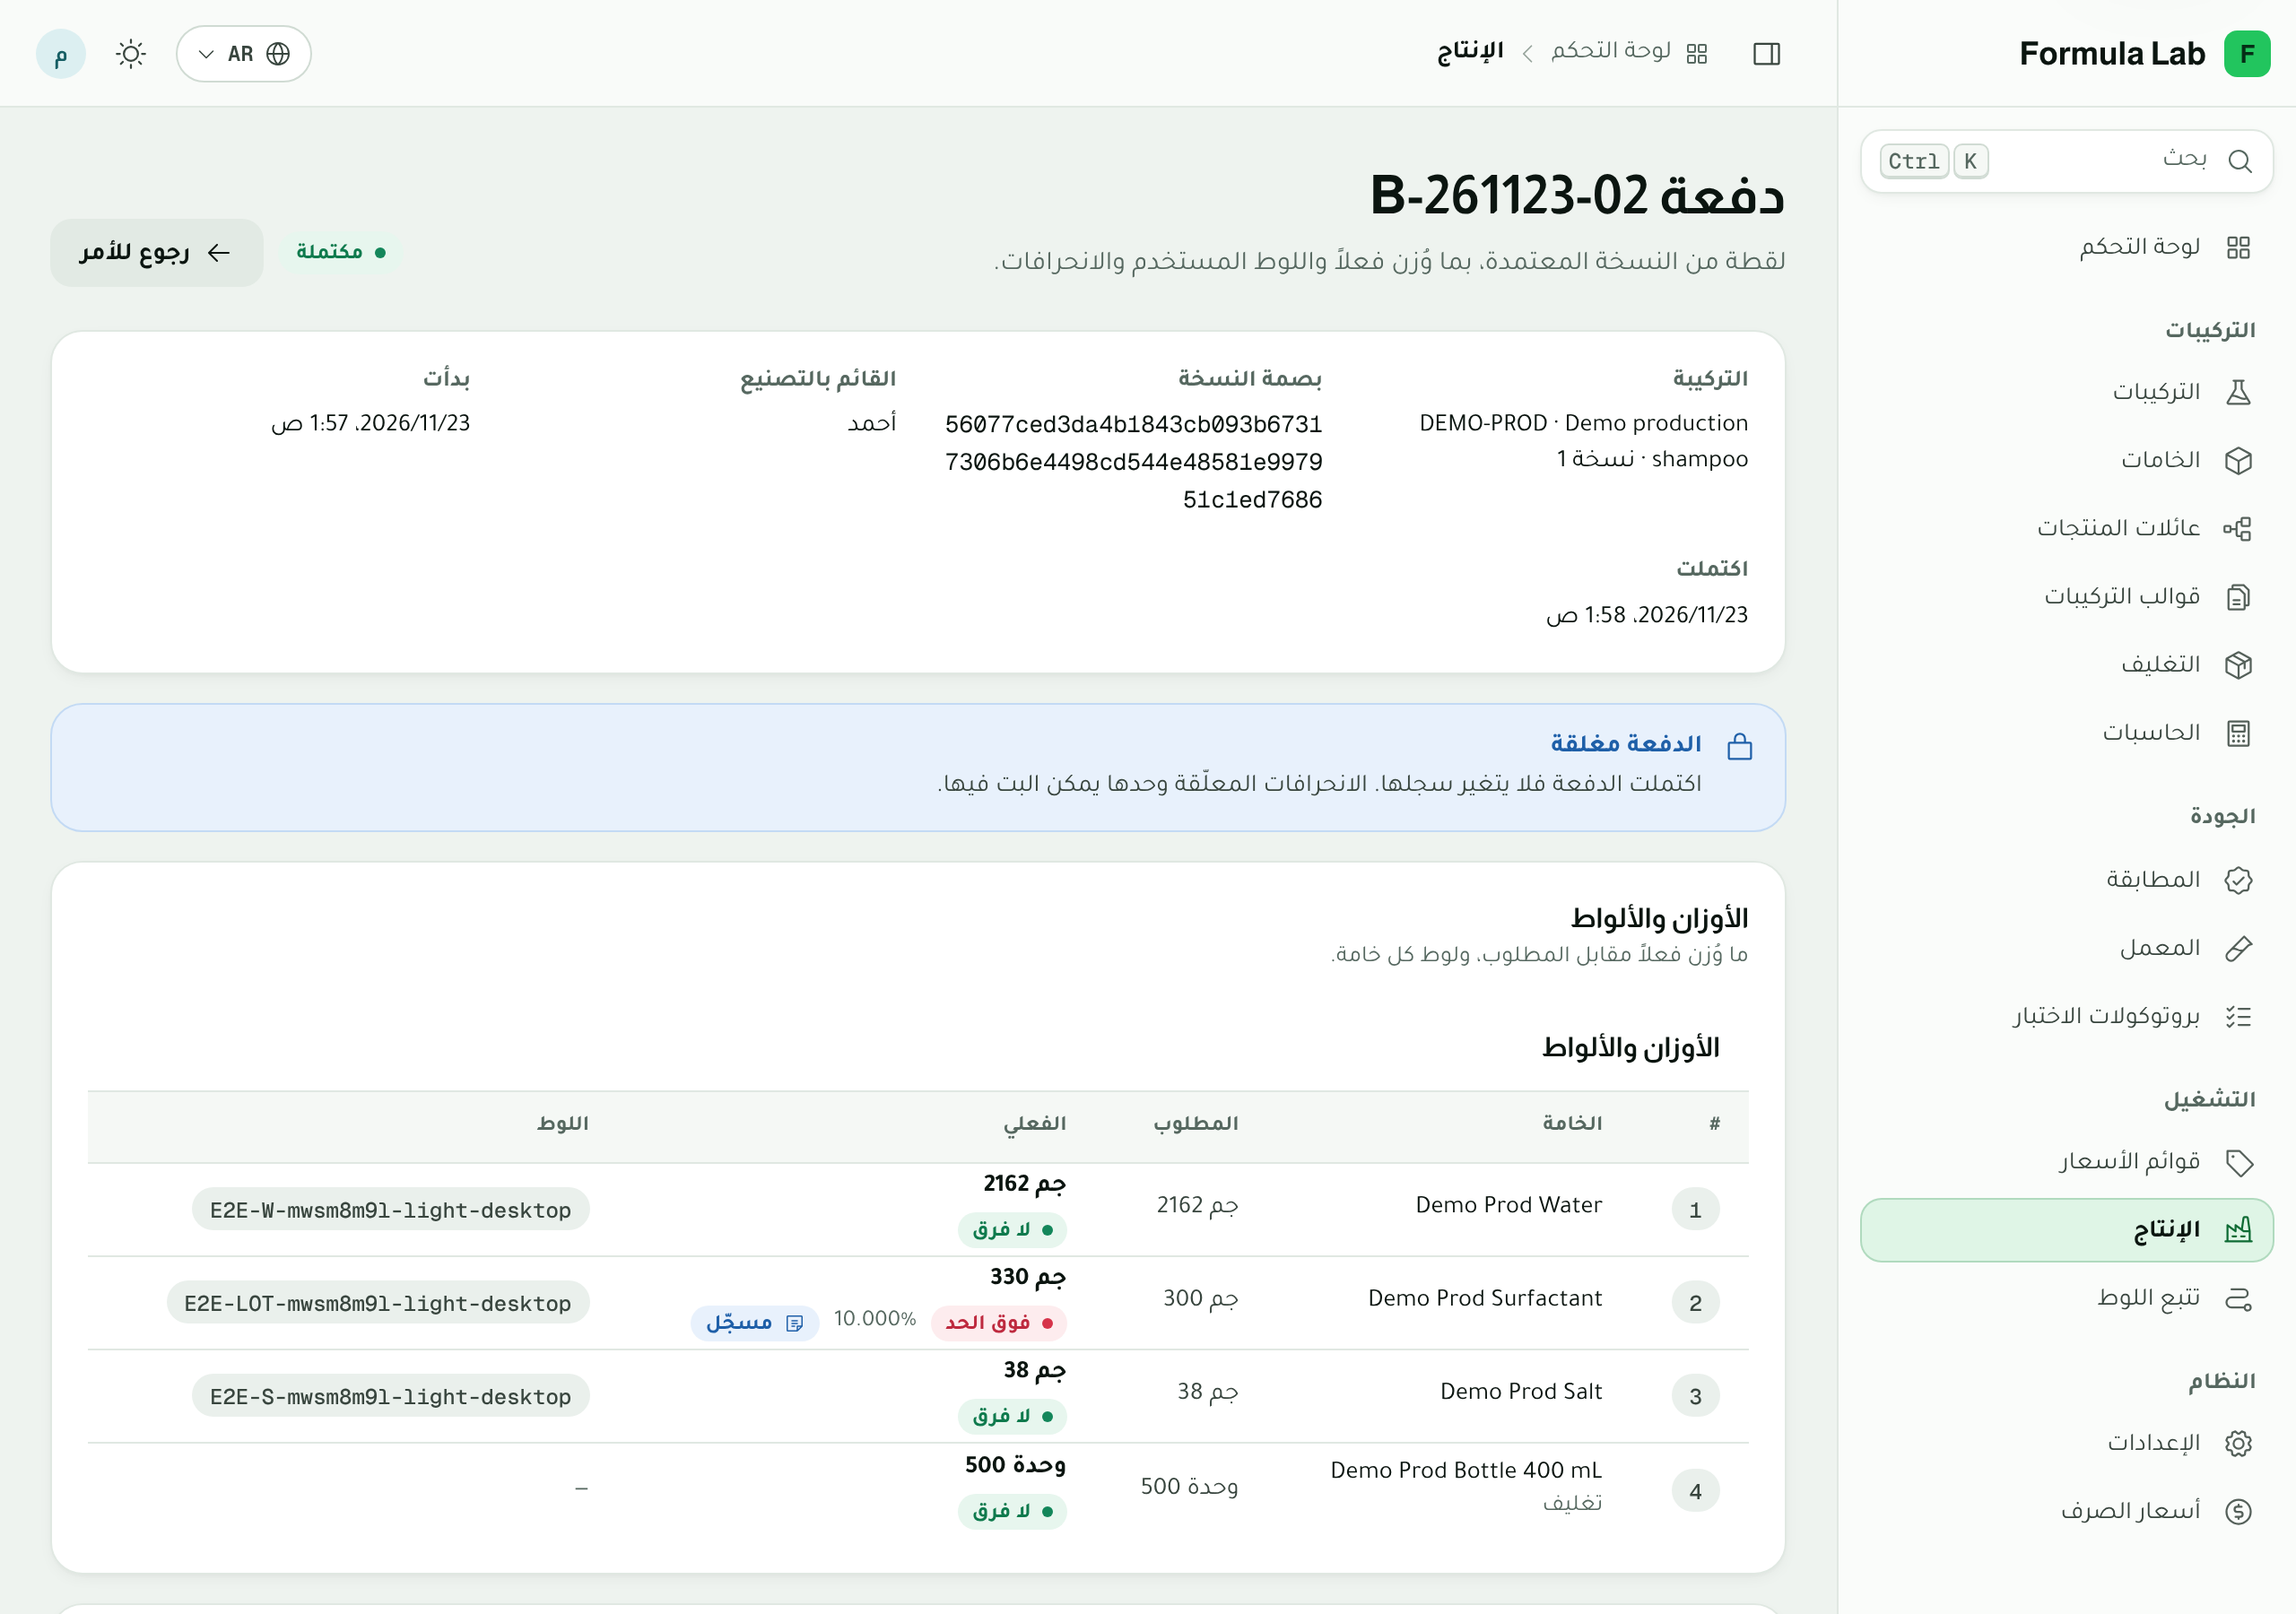 F Formula Lab
لوحة التحكم
الإنتاج
AR
م
بحث
Ctrl K
لوحة التحكم
التركيبات
التركيبات
الخامات
عائلات المنتجات
قوالب التركيبات
التغليف
الحاسبات
الجودة
المطابقة
المعمل
بروتوكولات الاختبار
التشغيل
قوائم الأسعار
الإنتاج
تتبع اللوط
النظام
الإعدادات
أسعار الصرف
دفعة B-261123-02
لقطة من النسخة المعتمدة، بما وُزن فعلاً واللوط المستخدم والانحرافات.
مكتملة
رجوع للأمر
التركيبة
DEMO-PROD · Demo production
shampoo · نسخة 1
بصمة النسخة
56077ced3da4b1843cb093b6731
7306b6e4498cd544e48581e9979
51c1ed7686
القائم بالتصنيع
أحمد
بدأت
2026/11/23، 1:57 ص
اكتملت
2026/11/23، 1:58 ص
الدفعة مغلقة
اكتملت الدفعة فلا يتغير سجلها. الانحرافات المعلّقة وحدها يمكن البت فيها.
الأوزان والألواط
ما وُزن فعلاً مقابل المطلوب، ولوط كل خامة.
الأوزان والألواط
# الخامة المطلوب الفعلي اللوط
1 Demo Prod Water جم 2162 جم 2162 E2E-W-mwsm8m9l-light-desktop
لا فرق
2 Demo Prod Surfactant جم 300 جم 330 E2E-LOT-mwsm8m9l-light-desktop
فوق الحد 10.000% مسجّل
3 Demo Prod Salt جم 38 جم 38 E2E-S-mwsm8m9l-light-desktop
لا فرق
4 Demo Prod Bottle 400 mL وحدة 500 وحدة 500 –
تغليف لا فرق